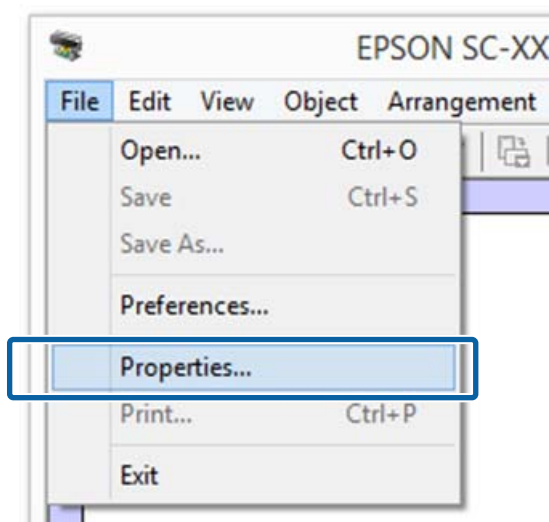 EPSON SC-XX
File Edit View Object Arrangement
Open... Ctrl+O
Save Ctrl+S
Save As...
Preferences...
Properties...
Print... Ctrl+P
Exit